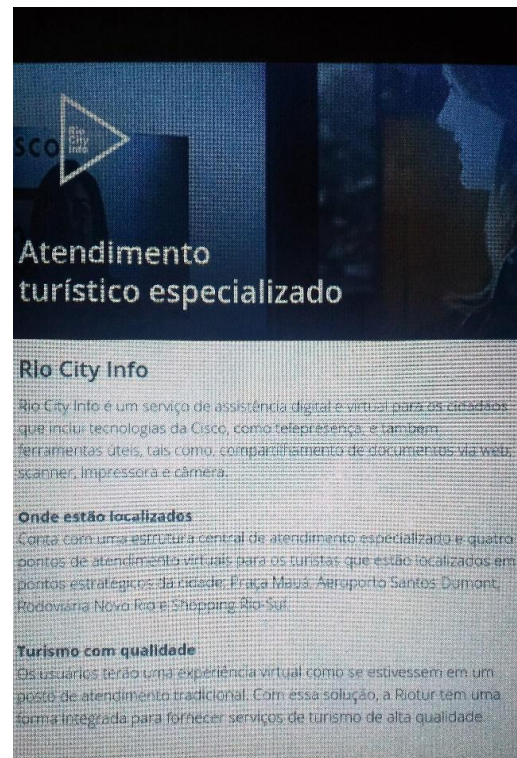 SCO
Rio
City
Info
Atendimento
turístico especializado
Rio City Info
Rio City Info é um serviço de assistência digital e virtual para os cidadãos
que inclui tecnologias da Cisco, como telepresença, e também
ferramentas úteis, tais como, compartilhamento de documentos via web,
scanner, impressora e câmera.
Onde estão localizados
Conta com uma estrutura central de atendimento especializado e quatro
pontos de atendimento virtuais para os turistas que estão localizados em
pontos estratégicos da cidade: Praça Mauá, Aeroporto Santos Dumont,
Rodoviária Novo Rio e Shopping Rio-Sul.
Turismo com qualidade
Os usuários terão uma experiência virtual como se estivessem em um
posto de atendimento tradicional. Com essa solução, a Riotur tem uma
forma integrada para fornecer serviços de turismo de alta qualidade.